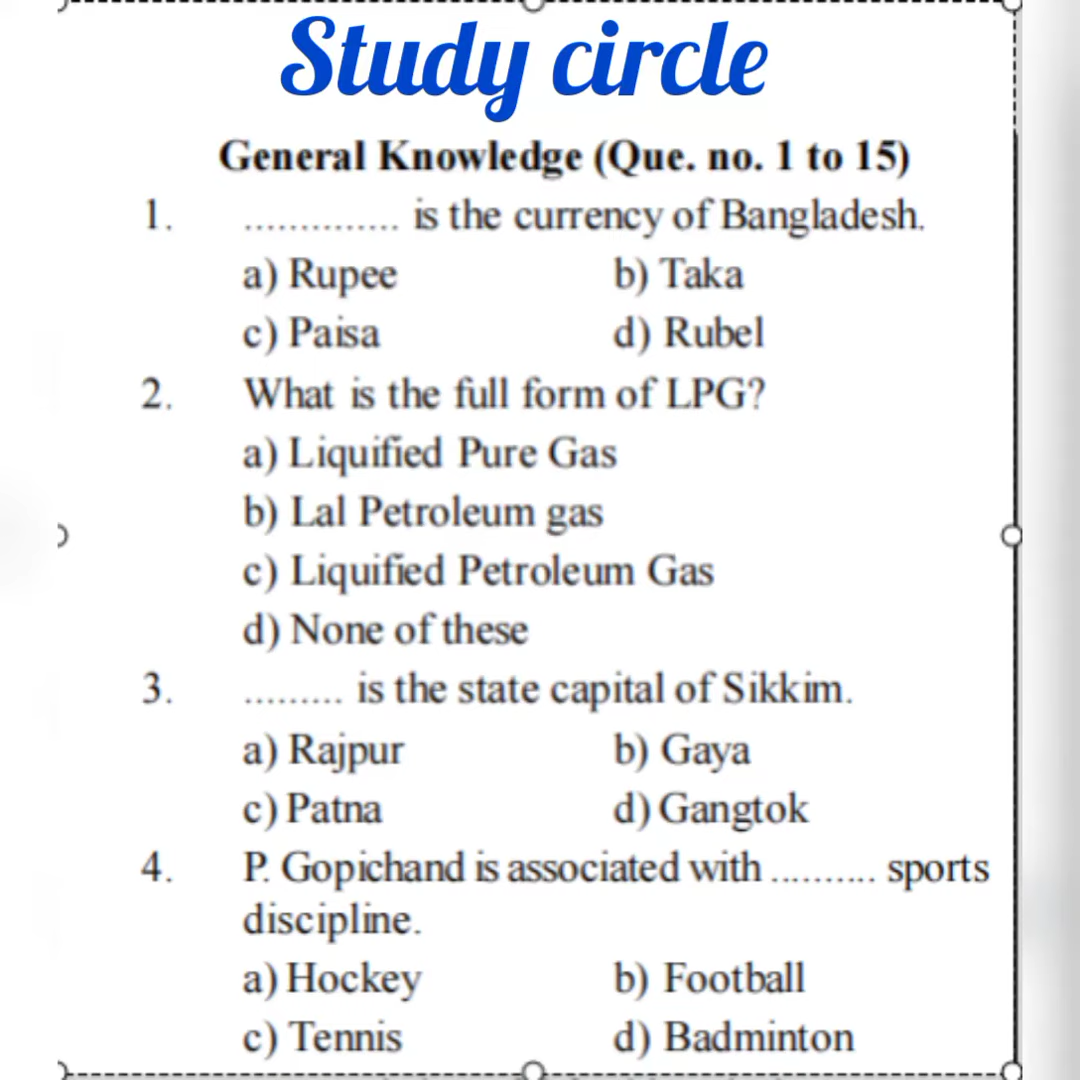 Study circle
General Knowledge (Que. no. 1 to 15)
1. .............. is the currency of Bangladesh.
a) Rupee b) Taka
c) Paisa d) Rubel
2. What is the full form of LPG?
a) Liquified Pure Gas
b) Lal Petroleum gas
c) Liquified Petroleum Gas
d) None of these
3. ......... is the state capital of Sikkim.
a) Rajpur b) Gaya
c) Patna d) Gangtok
4. P. Gopichand is associated with .......... sports
discipline.
a) Hockey b) Football
c) Tennis d) Badminton